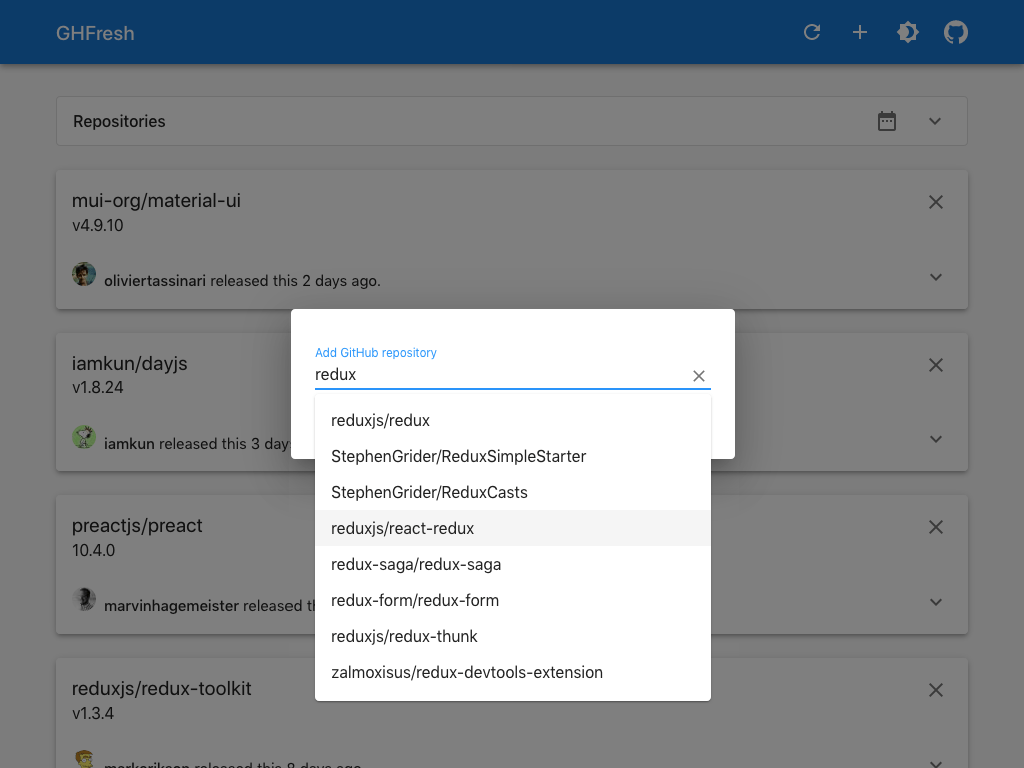 GHFresh
Repositories
mui-org/material-ui
v4.9.10
oliviertassinari released this 2 days ago.
iamkun/dayjs
v1.8.24
iamkun released this 3 day
preactjs/preact
10.4.0
marvinhagemeister released
reduxjs/redux-toolkit
v1.3.4
markerikson released this 8 days ago.
Add GitHub repository
redux
reduxjs/redux
StephenGrider/ReduxSimpleStarter
StephenGrider/ReduxCasts
reduxjs/react-redux
redux-saga/redux-saga
redux-form/redux-form
reduxjs/redux-thunk
zalmoxisus/redux-devtools-extension